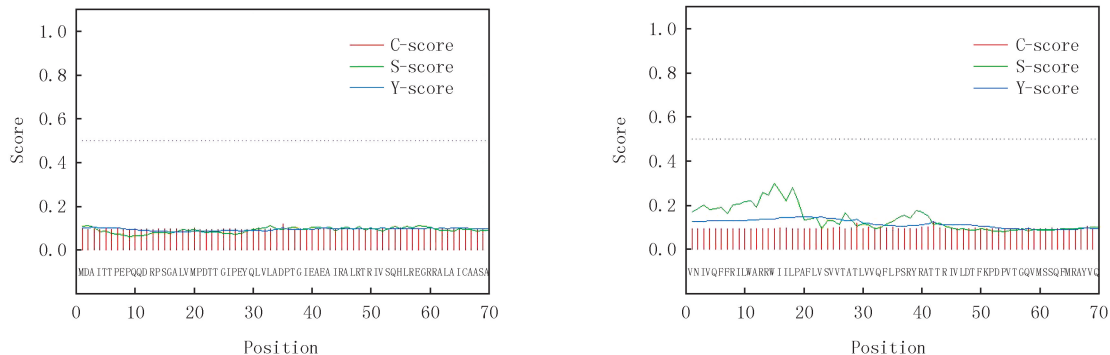 1.0
0.8
0.6
0.4
0.2
0.0
Score
C-score
S-score
Y-score
MDAITTPEPQQDRPSGALVMPDTTGIPEYQLVLADPTGIEAEAIRALRTRIVSQHLREGRRALAICAASA
0 10 20 30 40 50 60 70
Position
1.0
0.8
0.6
0.4
0.2
0.0
Score
C-score
S-score
Y-score
VNIVQFFRILWARRWIILPAFLVSVVTATLVVQFLPSRYRATTRIVLDTFKPDPVTGQVMSSQFMRAYVQ
0 10 20 30 40 50 60 70
Position